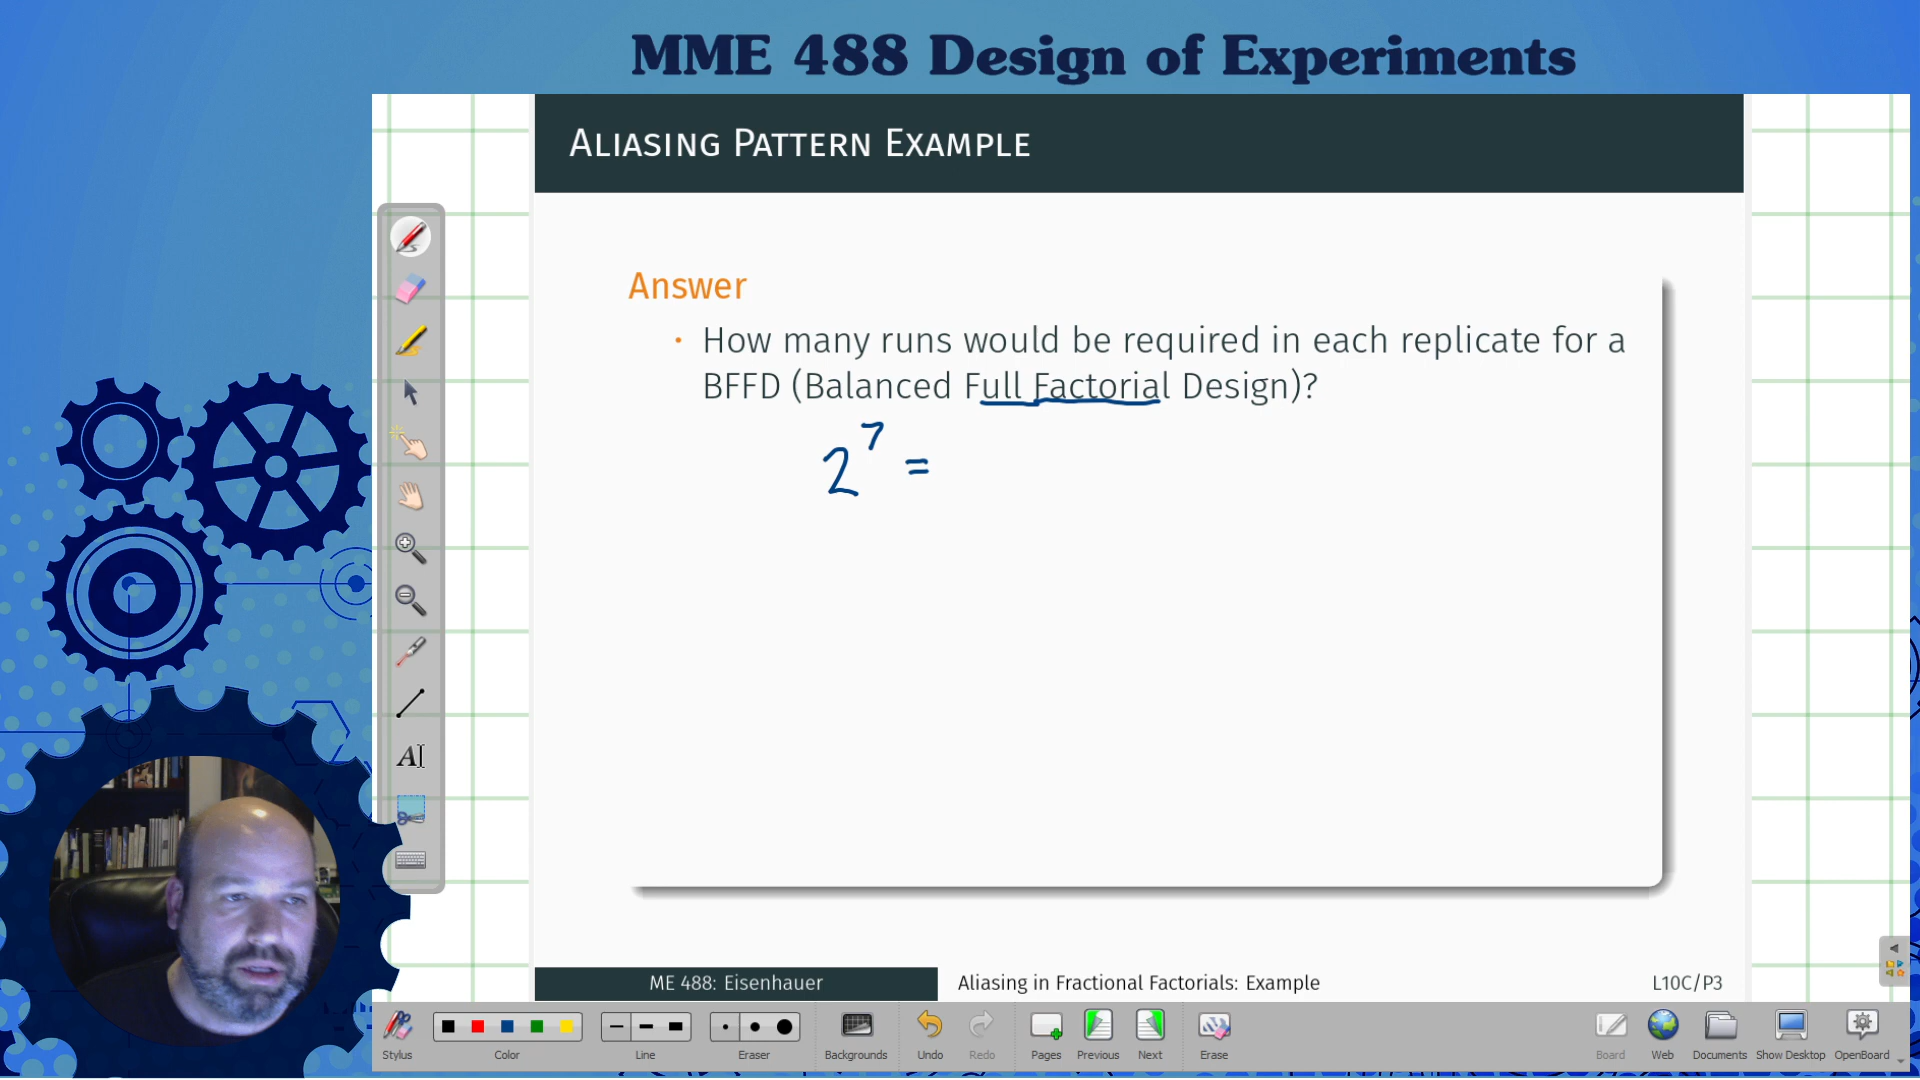 MME 488 Design of Experiments
ALIASING PATTERN EXAMPLE
Answer
• How many runs would be required in each replicate for a
BFFD (Balanced Full Factorial Design)?
2^7 =
AI
ME 488: Eisenhauer
Aliasing in Fractional Factorials: Example
L10C/P3
Stylus
Color
Line
Eraser
Backgrounds
Undo
Redo
Pages
Previous
Next
Erase
Board
Web
Documents
Show Desktop
OpenBoard